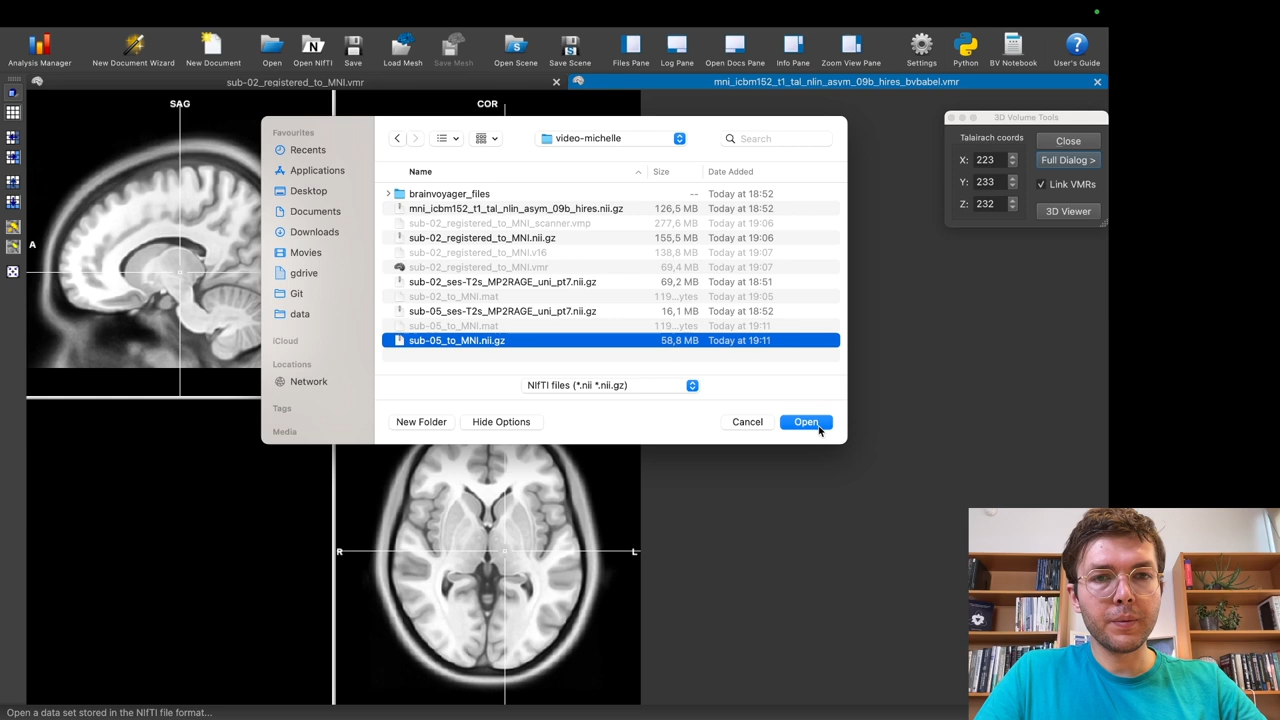 Analysis Manager
New Document Wizard
New Document
Open
Open NIfTI
Save
Load Mesh
Save Mesh
Open Scene
Save Scene
Files Pane
Log Pane
Open Docs Pane
Info Pane
Zoom View Pane
Settings
Python
BV Notebook
User's Guide
sub-02_registered_to_MNI.vmr
mni_icbm152_t1_tal_nlin_asym_09b_hires_bvbabel.vmr
SAG
COR
A
R
L
3D Volume Tools
Talairach coords
X: 223
Y: 233
Z: 232
Close
Full Dialog >
Link VMRs
3D Viewer
Favourites
Recents
Applications
Desktop
Documents
Downloads
Movies
gdrive
Git
data
iCloud
Locations
Network
Tags
Media
video-michelle
Search
Name Size Date Added
brainvoyager_files -- Today at 18:52
mni_icbm152_t1_tal_nlin_asym_09b_hires.nii.gz 126,5 MB Today at 18:52
sub-02_registered_to_MNI_scanner.vmp 277,6 MB Today at 19:06
sub-02_registered_to_MNI.nii.gz 155,5 MB Today at 19:06
sub-02_registered_to_MNI.v16 138,8 MB Today at 19:07
sub-02_registered_to_MNI.vmr 69,4 MB Today at 19:07
sub-02_ses-T2s_MP2RAGE_uni_pt7.nii.gz 69,2 MB Today at 18:51
sub-02_to_MNI.mat 119...ytes Today at 19:05
sub-05_ses-T2s_MP2RAGE_uni_pt7.nii.gz 16,1 MB Today at 18:52
sub-05_to_MNI.mat 119...ytes Today at 19:11
sub-05_to_MNI.nii.gz 58,8 MB Today at 19:11
NIfTI files (*.nii *.nii.gz)
New Folder
Hide Options
Cancel
Open
Open a data set stored in the NIfTI file format...